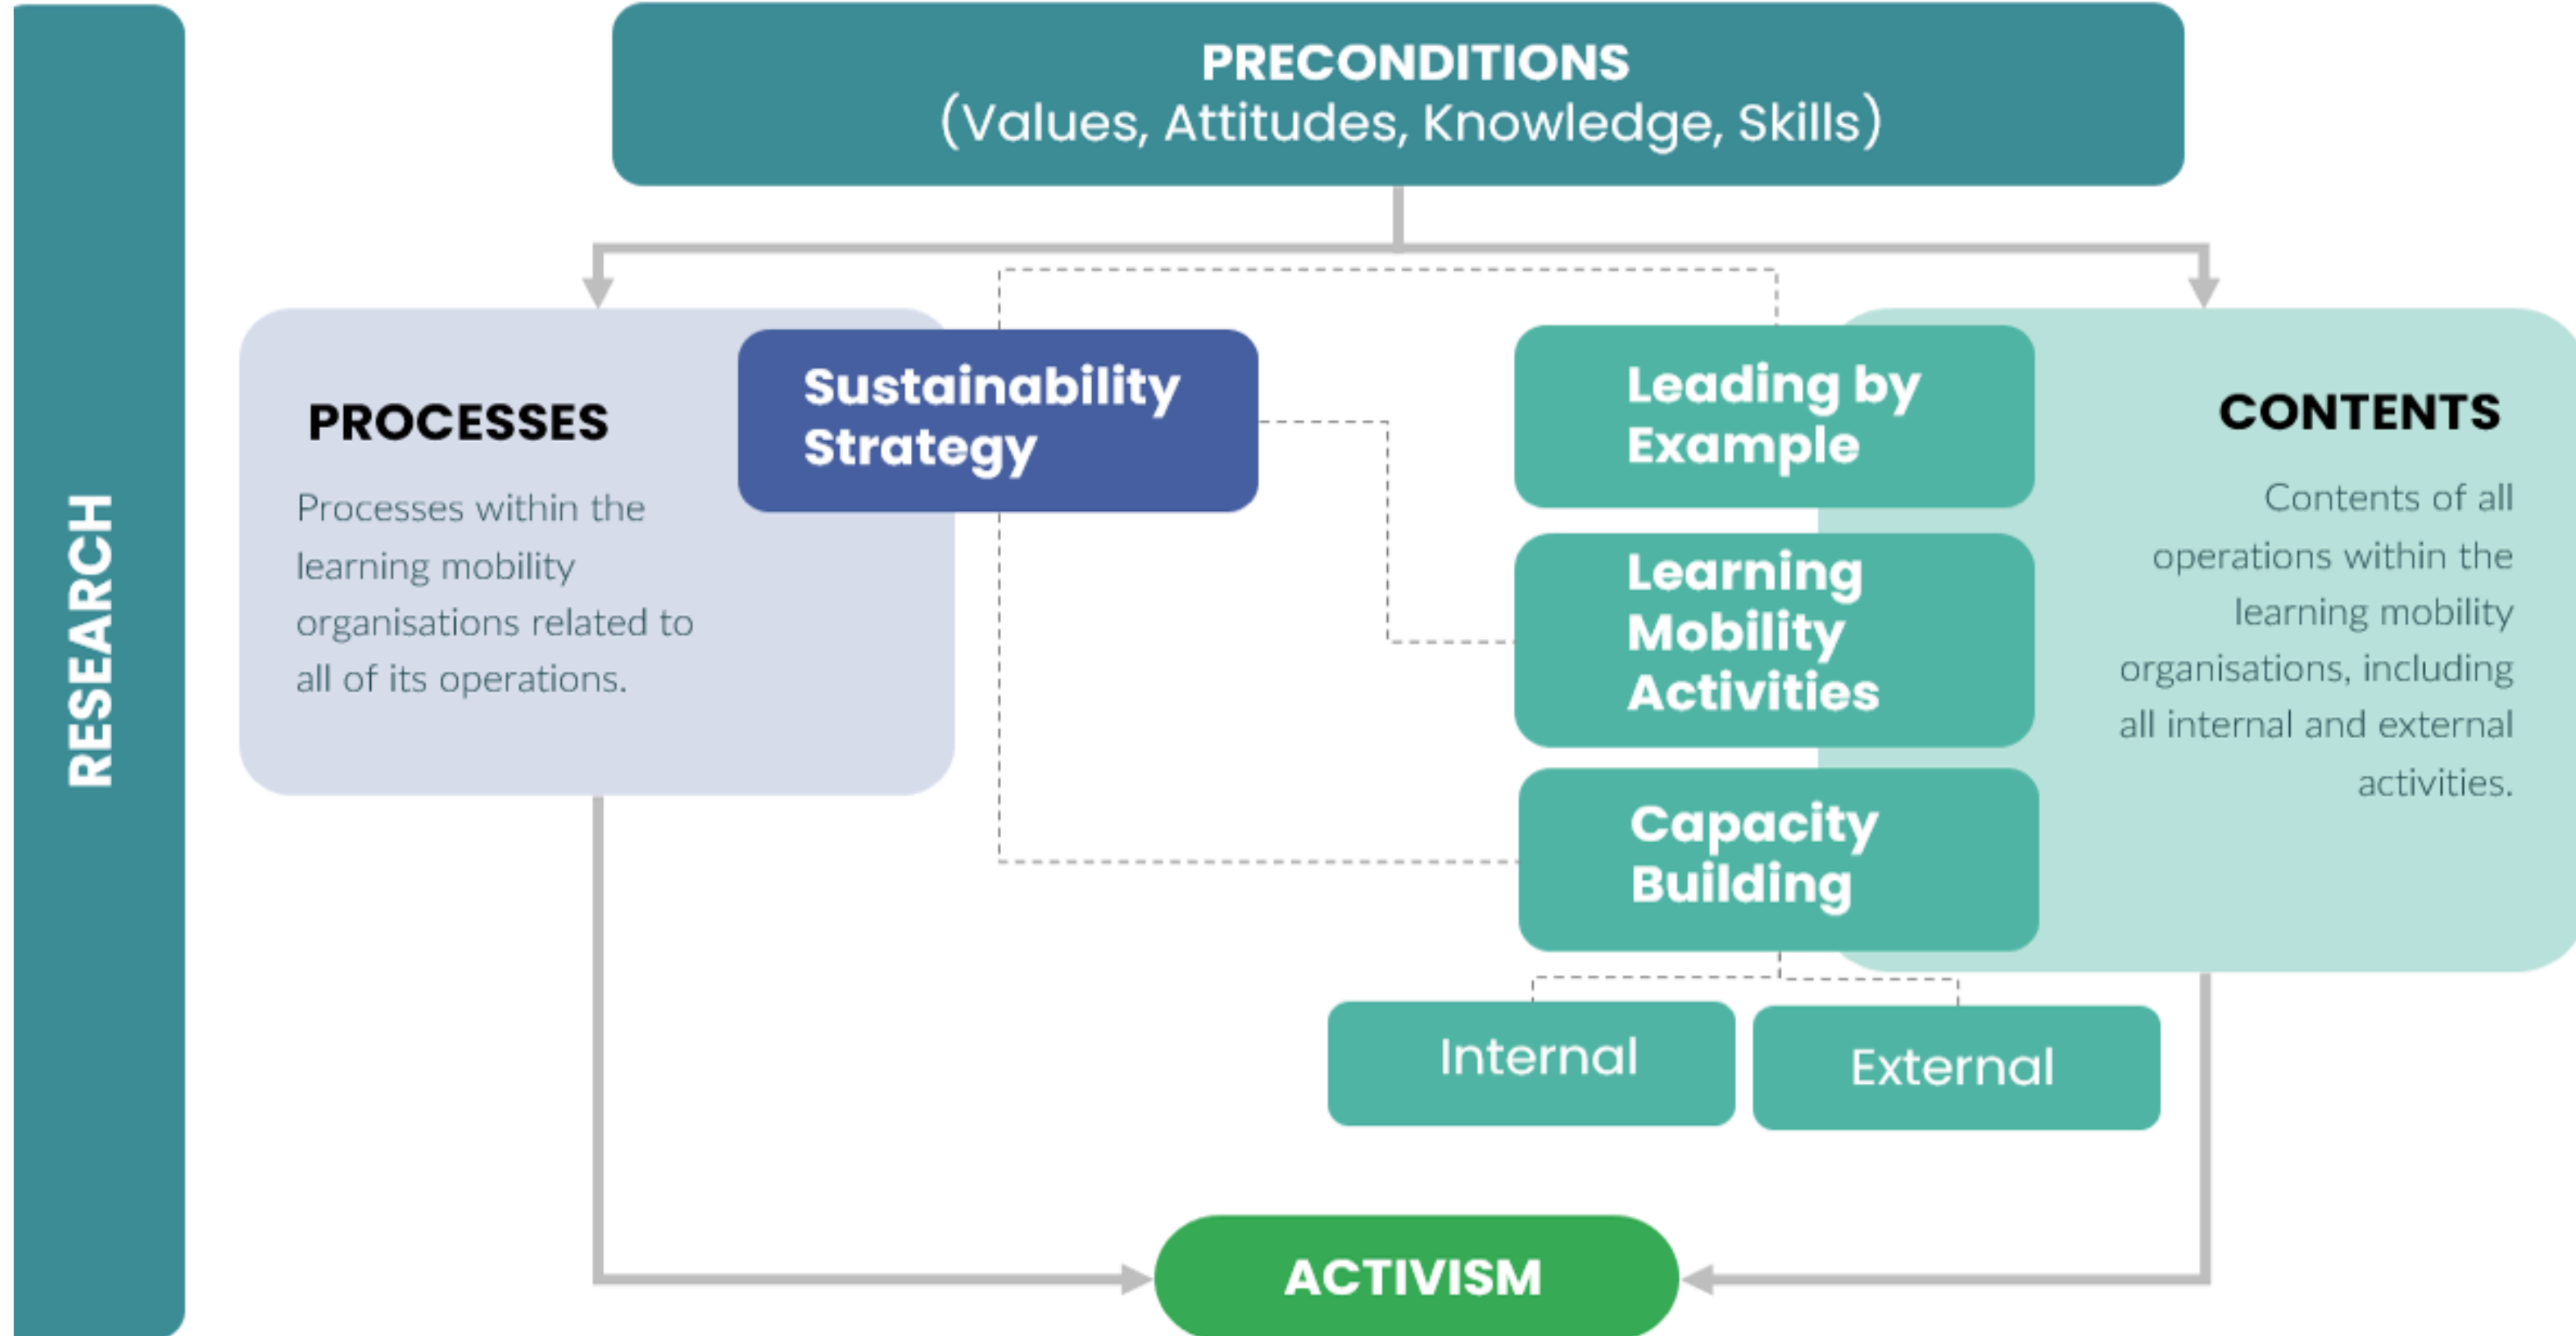 RESEARCH
PRECONDITIONS
(Values, Attitudes, Knowledge, Skills)
PROCESSES
Processes within the
learning mobility
organisations related to
all of its operations.
Sustainability
Strategy
Leading by
Example
Learning
Mobility
Activities
Capacity
Building
CONTENTS
Contents of all
operations within the
learning mobility
organisations, including
all internal and external
activities.
Internal
External
ACTIVISM